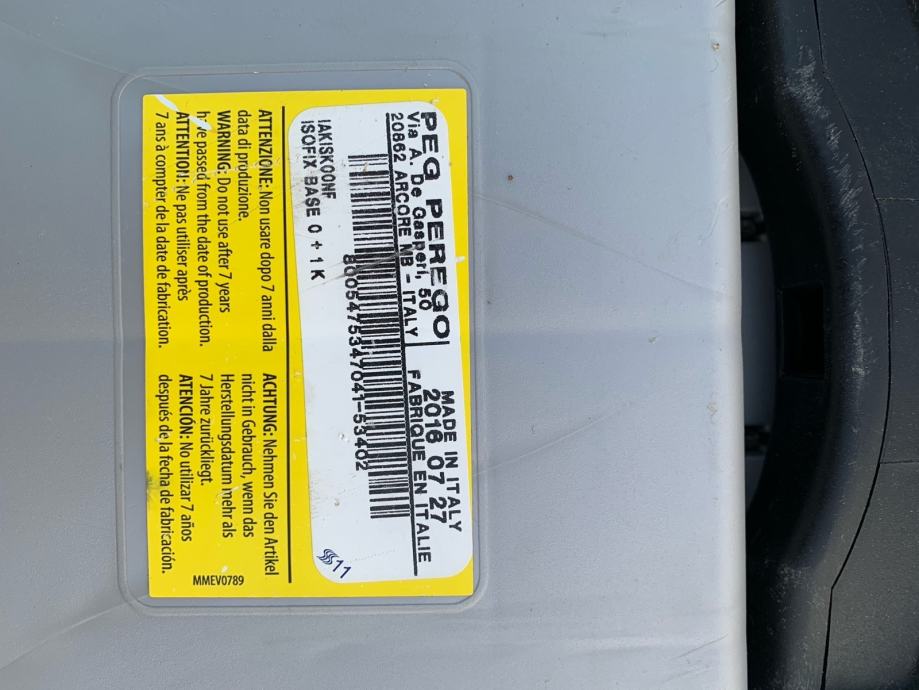 PEG PEREGO
Via A. De Gasperi, 50
20862 ARCORE MB - ITALY
MADE IN ITALY
2016 07 27
FABRIQUE EN ITALIE
8005475347041-53402
IAKISK00NF
ISOFIX BASE 0 + 1 K
11
ATTENZIONE: Non usare dopo 7 anni dalla
data di produzione.
WARNING: Do not use after 7 years
have passed from the date of production.
ATTENTION: Ne pas utiliser après
7 ans à compter de la date de fabrication.
ACHTUNG: Nehmen Sie den Artikel
nicht in Gebrauch, wenn das
Herstellungsdatum mehr als
7 Jahre zurückliegt.
ATENCIÓN: No utilizar 7 años
después de la fecha de fabricación.
MMEV0789